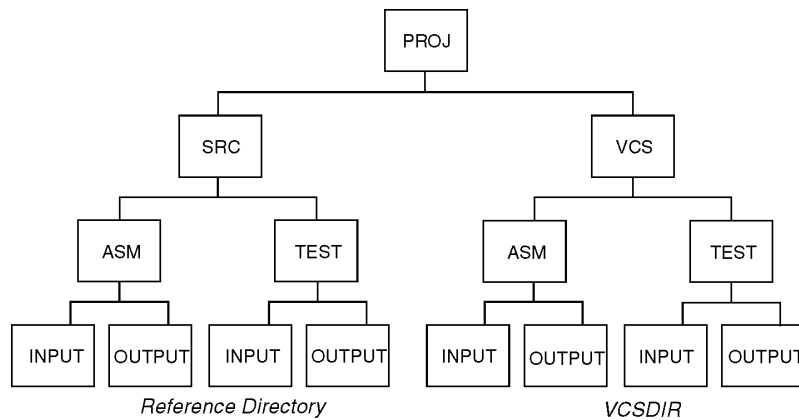 PROJ
SRC VCS
ASM TEST ASM TEST
INPUT OUTPUT INPUT OUTPUT INPUT OUTPUT INPUT OUTPUT
Reference Directory VCSDIR